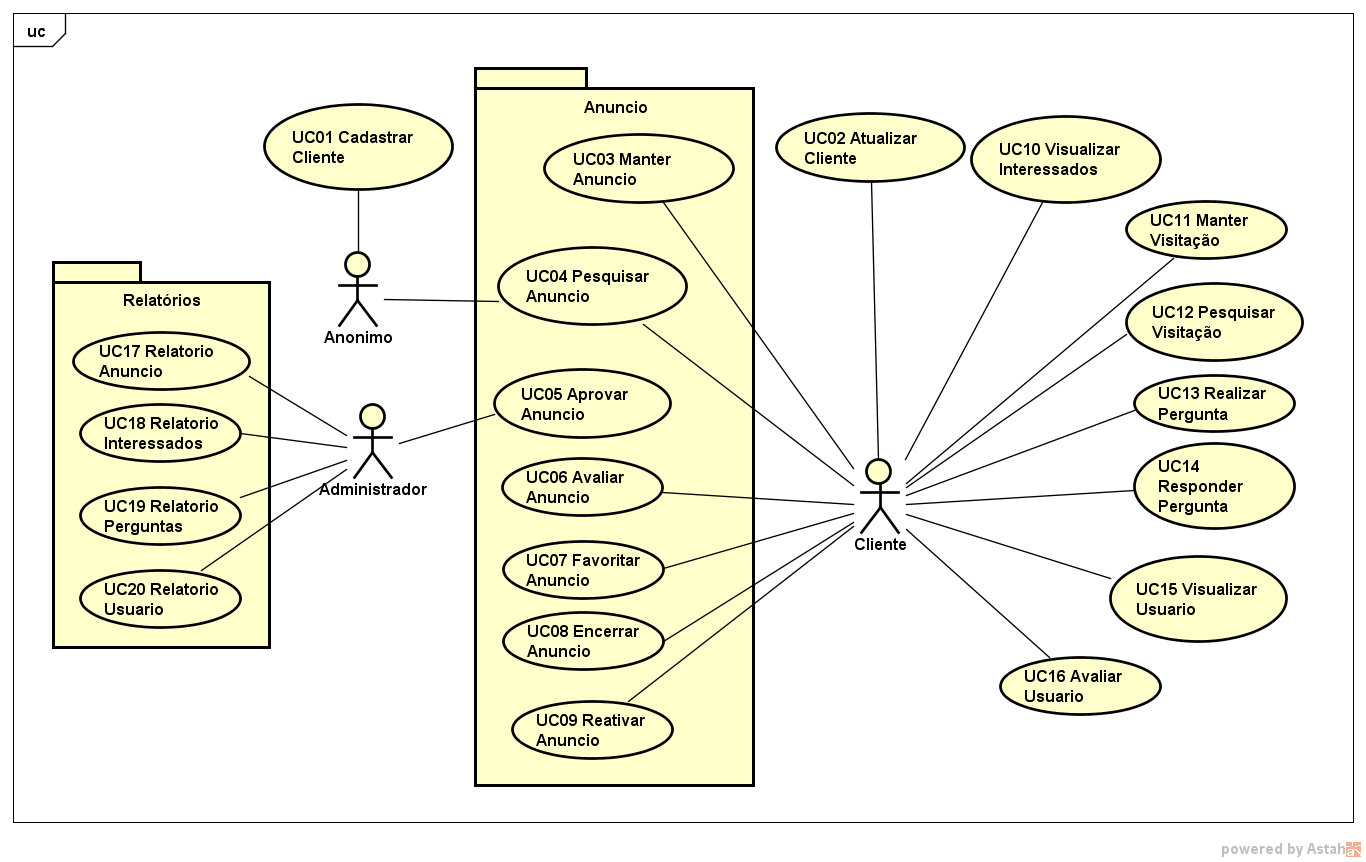 uc
UC01 Cadastrar
Cliente
Anonimo
Relatórios
UC17 Relatorio
Anuncio
UC18 Relatorio
Interessados
UC19 Relatorio
Perguntas
UC20 Relatorio
Usuario
Administrador
Anuncio
UC03 Manter
Anuncio
UC04 Pesquisar
Anuncio
UC05 Aprovar
Anuncio
UC06 Avaliar
Anuncio
UC07 Favoritar
Anuncio
UC08 Encerrar
Anuncio
UC09 Reativar
Anuncio
UC02 Atualizar
Cliente
UC10 Visualizar
Interessados
UC11 Manter
Visitação
UC12 Pesquisar
Visitação
UC13 Realizar
Pergunta
UC14
Responder
Pergunta
Cliente
UC15 Visualizar
Usuario
UC16 Avaliar
Usuario
powered by Astah